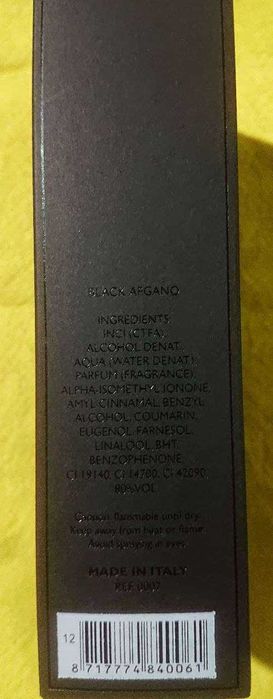 BLACK AFGANO
INGREDIENTS:
INCI (CTFA),
ALCOHOL DENAT.,
AQUA (WATER DENAT),
PARFUM (FRAGRANCE),
ALPHA-ISOMETHYL IONONE,
AMYL CINNAMAL, BENZYL
ALCOHOL, COUMARIN,
EUGENOL, FARNESOL,
LINALOOL, BHT,
BENZOPHENONE,
CI 19140, CI 14700, CI 42090,
80%VOL.
Caution: flammable until dry.
Keep away from heat or flame.
Avoid spraying in eyes.
MADE IN ITALY
REF 0007
12
8 717774 840061